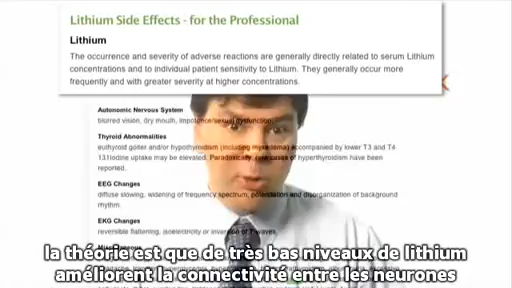 Lithium Side Effects - for the Professional
Lithium
The occurrence and severity of adverse reactions are generally directly related to serum Lithium
concentrations and to individual patient sensitivity to Lithium. They generally occur more
frequently and with greater severity at higher concentrations.
Autonomic Nervous System
blurred vision, dry mouth, impotence/sexual dysfunction.
Thyroid Abnormalities
euthyroid goiter and/or hypothyroidism (including myxedema) accompanied by lower T3 and T4
131Iodine uptake may be elevated. Paradoxically, rare cases of hyperthyroidism have been
reported.
EEG Changes
diffuse slowing, widening of frequency spectrum, potentiation and disorganization of background
rhythm.
EKG Changes
reversible flattening, isoelectricity or inversion of T-waves.
la théorie est que de très bas niveaux de lithium
améliorent la connectivité entre les neurones